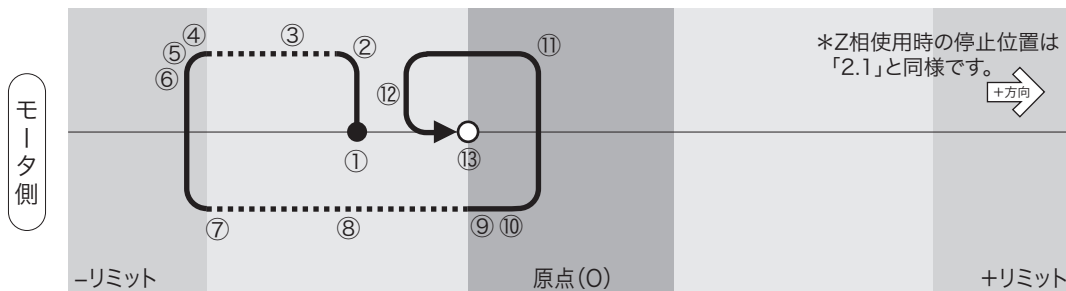 ④
③
②
⑪
＊Z相使用時の停止位置は
「2.1」と同様です。
⑤
⑥
⑫
+方向
モータ側
①
⑬
⑦
⑧
⑨
⑩
−リミット
原点(O)
+リミット